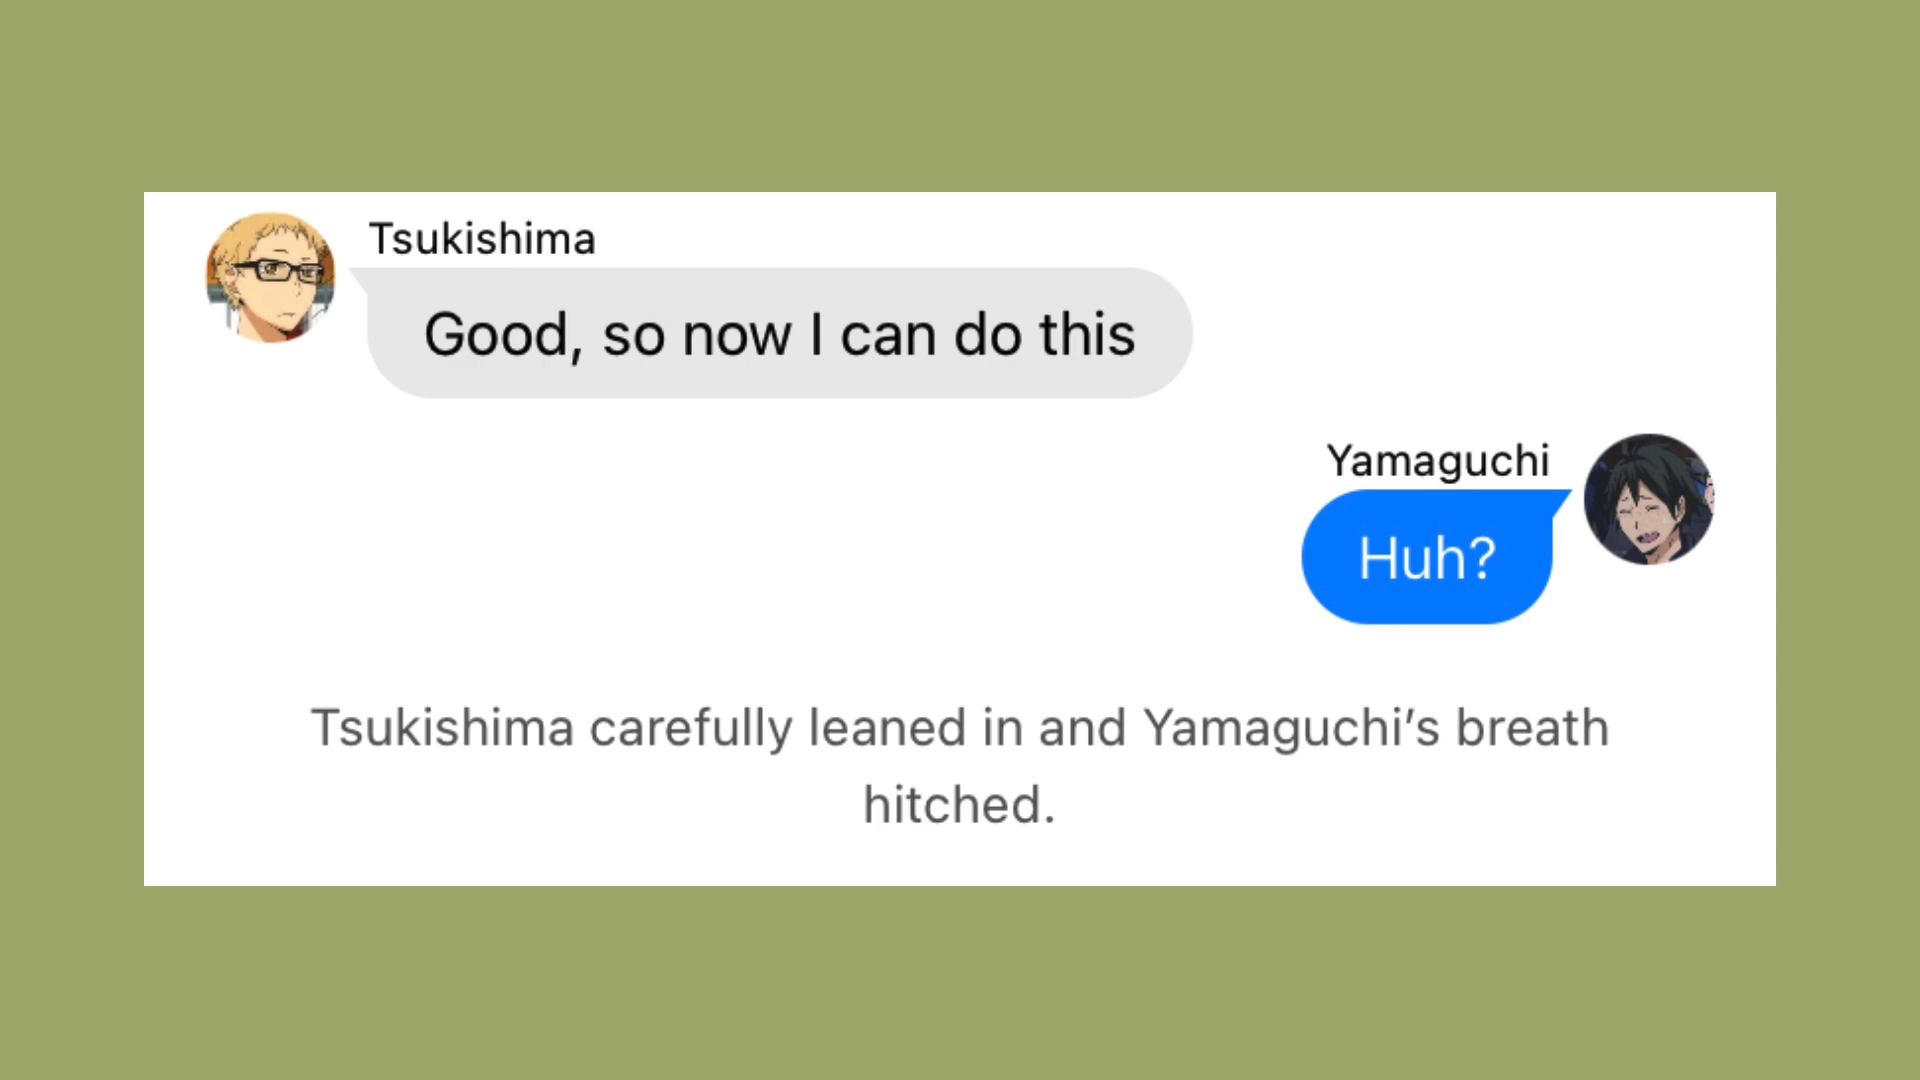 Tsukishima
Good, so now I can do this
Yamaguchi
Huh?
Tsukishima carefully leaned in and Yamaguchi’s breath
hitched.